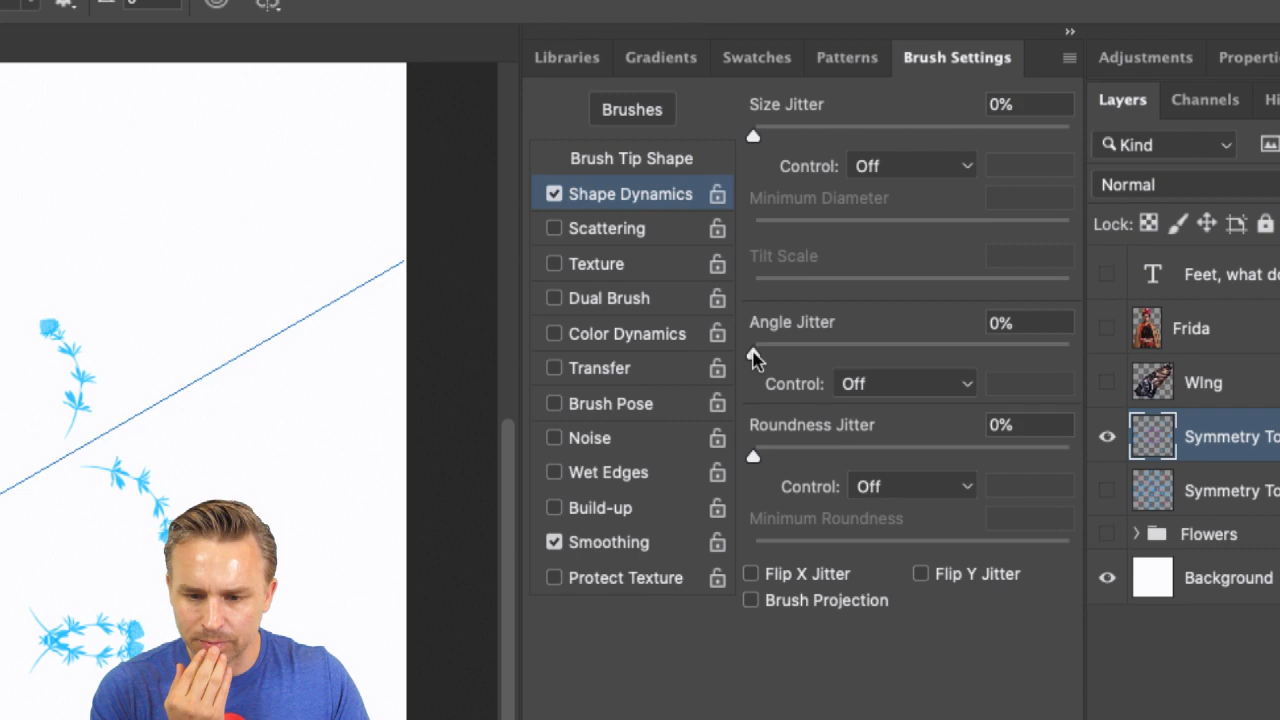 Libraries
Gradients
Swatches
Patterns
Brush Settings
Adjustments
Brushes
Brush Tip Shape
Shape Dynamics
Scattering
Texture
Dual Brush
Color Dynamics
Transfer
Brush Pose
Noise
Wet Edges
Build-up
Smoothing
Protect Texture
Size Jitter 0%
Control: Off
Minimum Diameter
Tilt Scale
Angle Jitter 0%
Control: Off
Roundness Jitter 0%
Control: Off
Minimum Roundness
Flip X Jitter Flip Y Jitter
Brush Projection
Layers
Channels
Kind
Normal
Lock:
T Feet, what
Frida
WIng
Symmetry
Symmetry
Flowers
Background